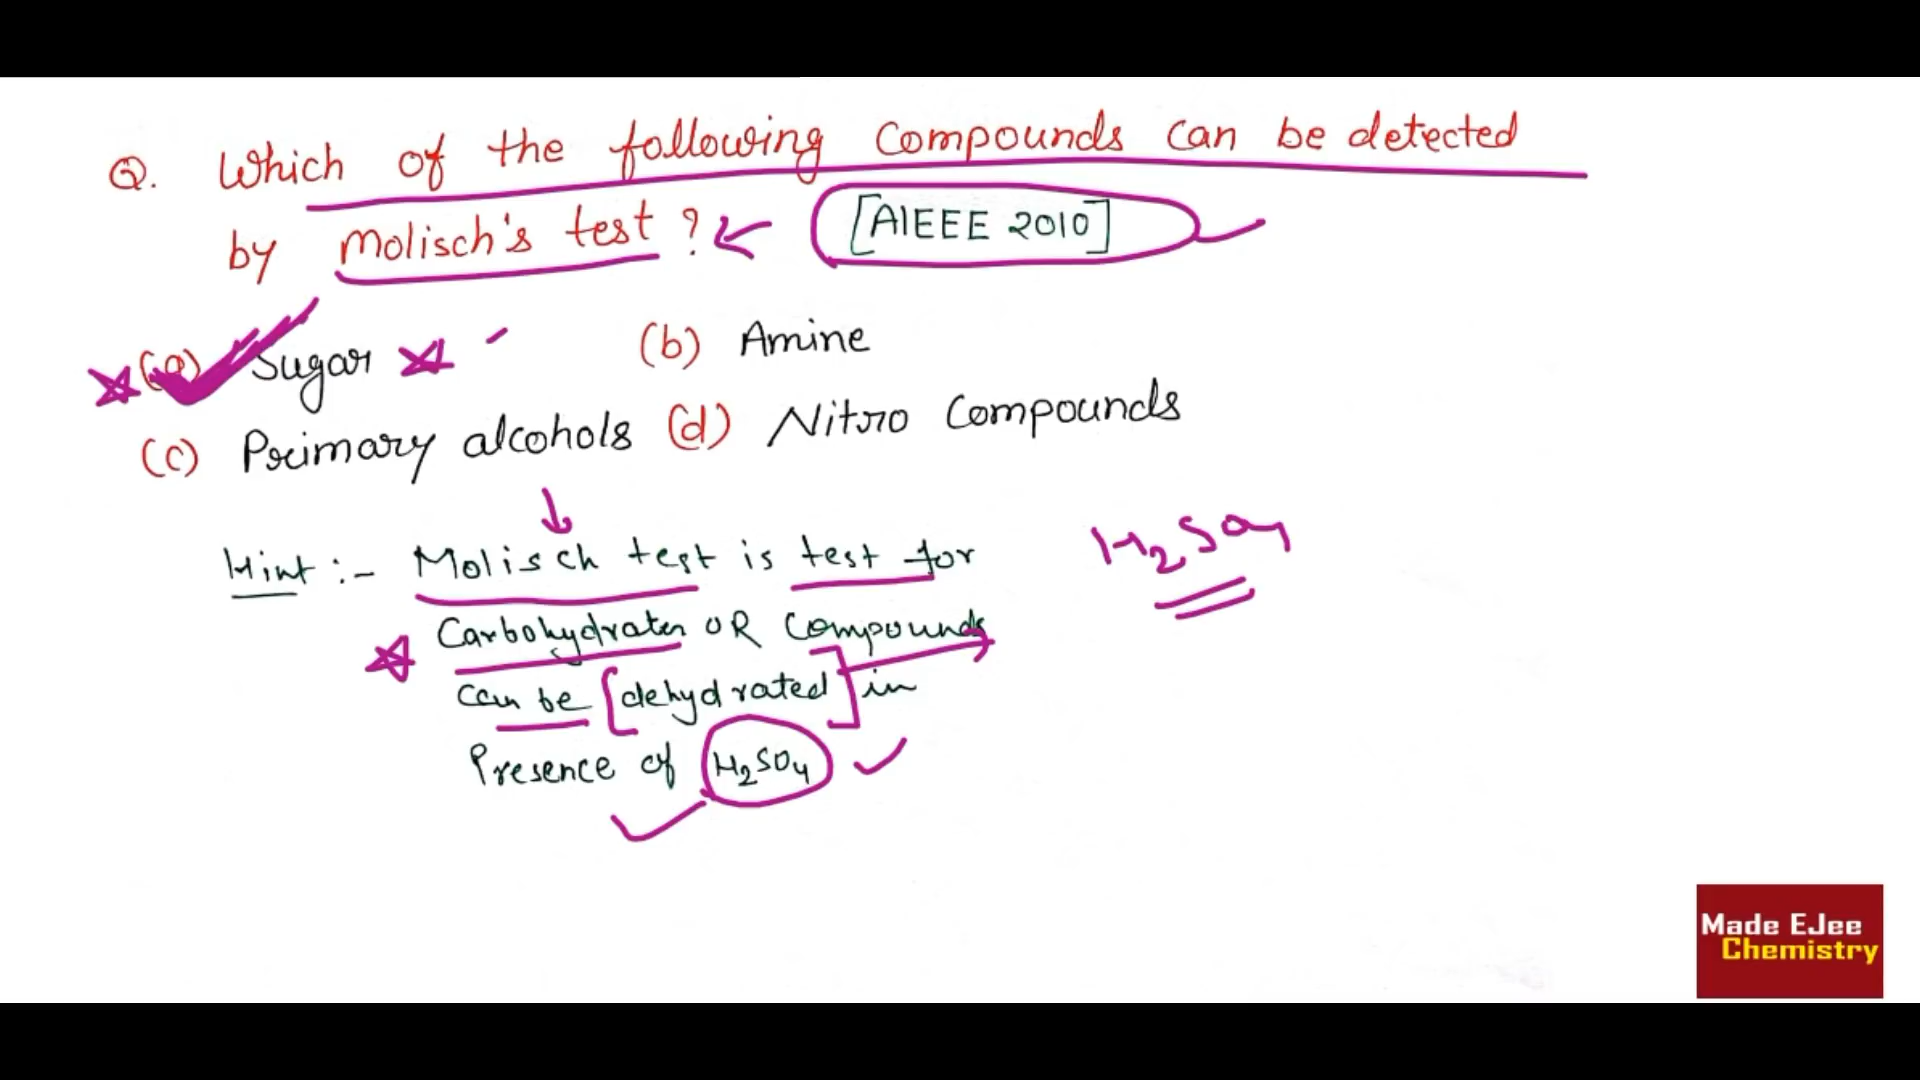 Q. Which of the following compounds can be detected
by Molisch's test ? [AIEEE 2010]
(a) Sugar (b) Amine
(c) Primary alcohols (d) Nitro Compounds
Hint :- Molisch test is test for
Carbohydrates OR Compounds
can be [dehydrated] in
Presence of H₂SO₄
H₂SO₄
Made EJee
Chemistry